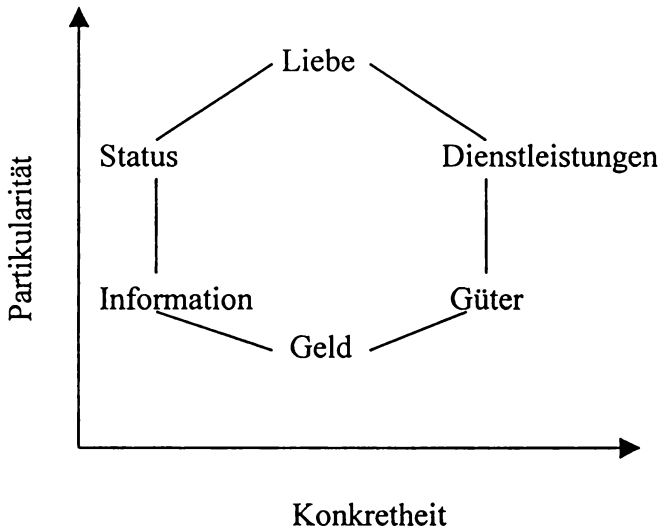 Liebe
Status
Dienstleistungen
Partikularität
Information
Güter
Geld
Konkretheit